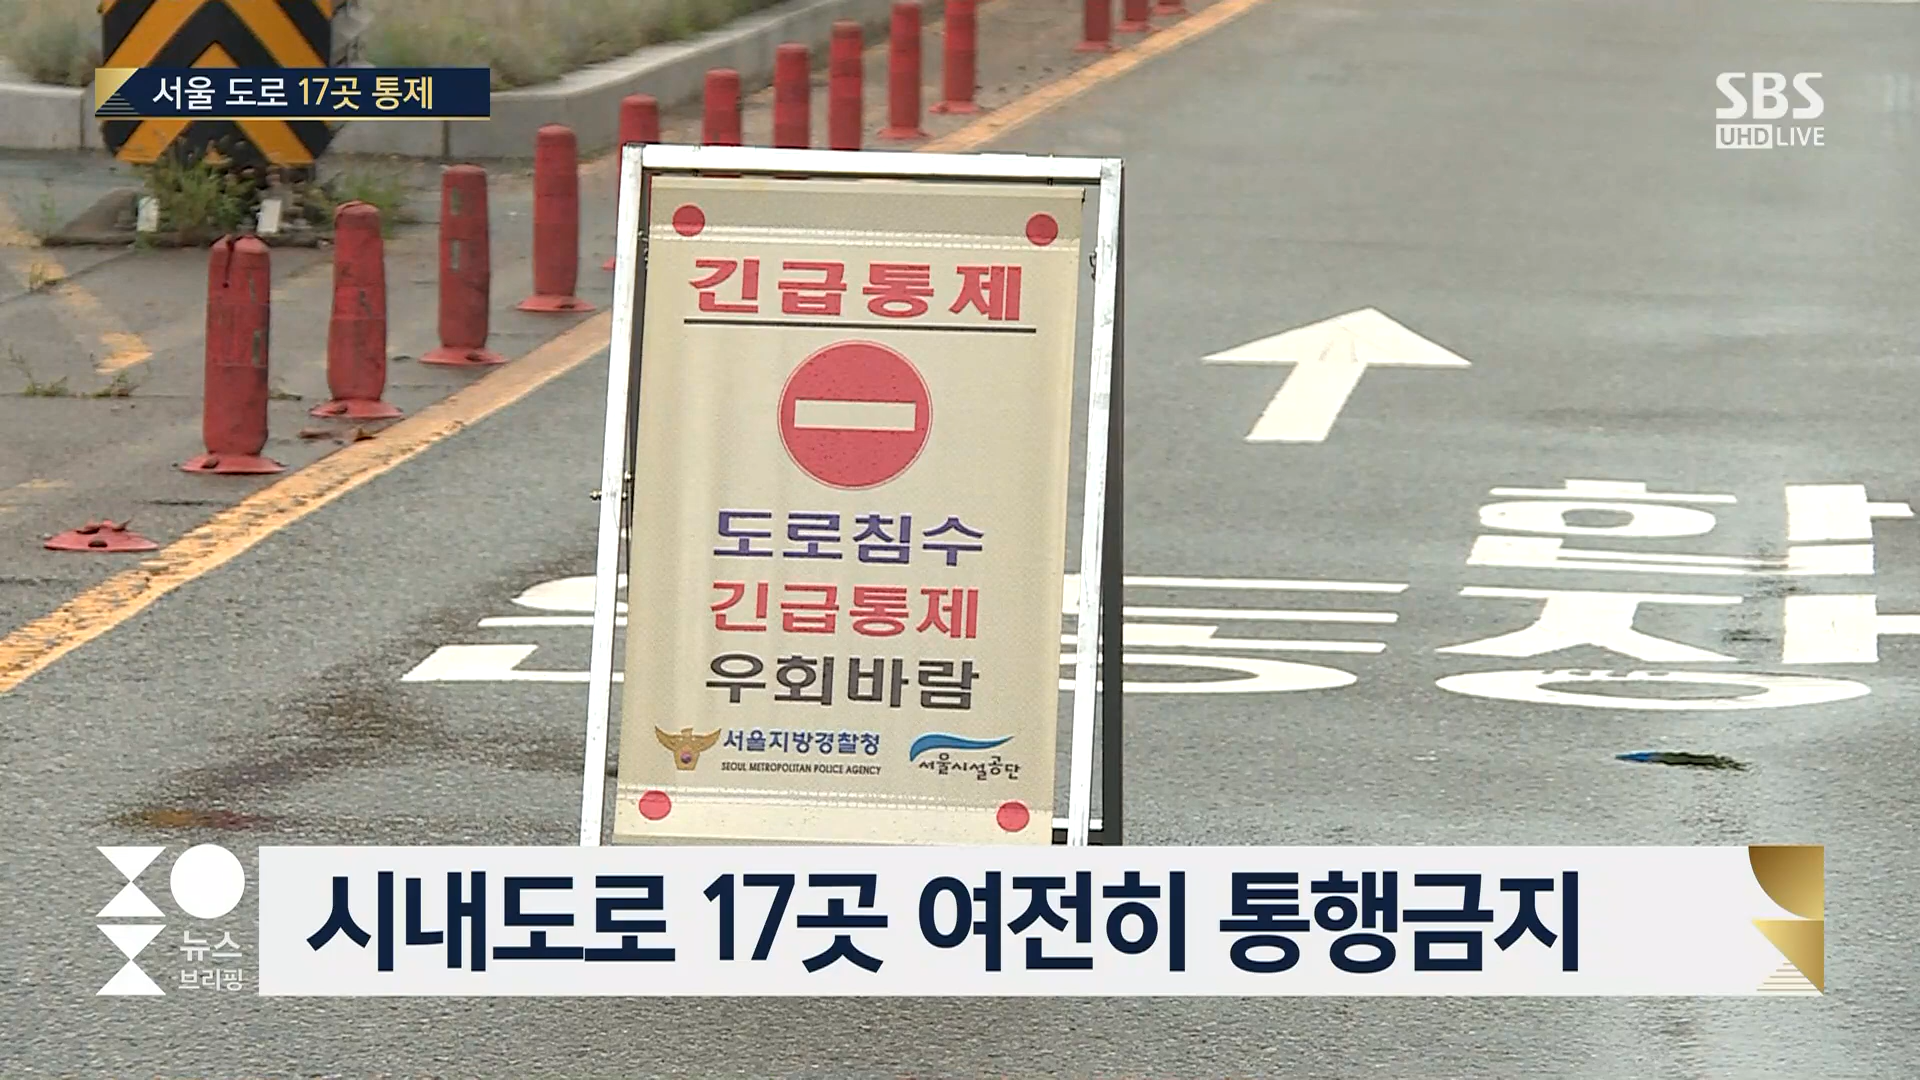 서울 도로 17곳 통제
SBS
UHD LIVE
긴급통제
도로침수
긴급통제
우회바람
서울지방경찰청
SEOUL METROPOLITAN POLICE AGENCY
서울시설공단
시내도로 17곳 여전히 통행금지
뉴스
브리핑